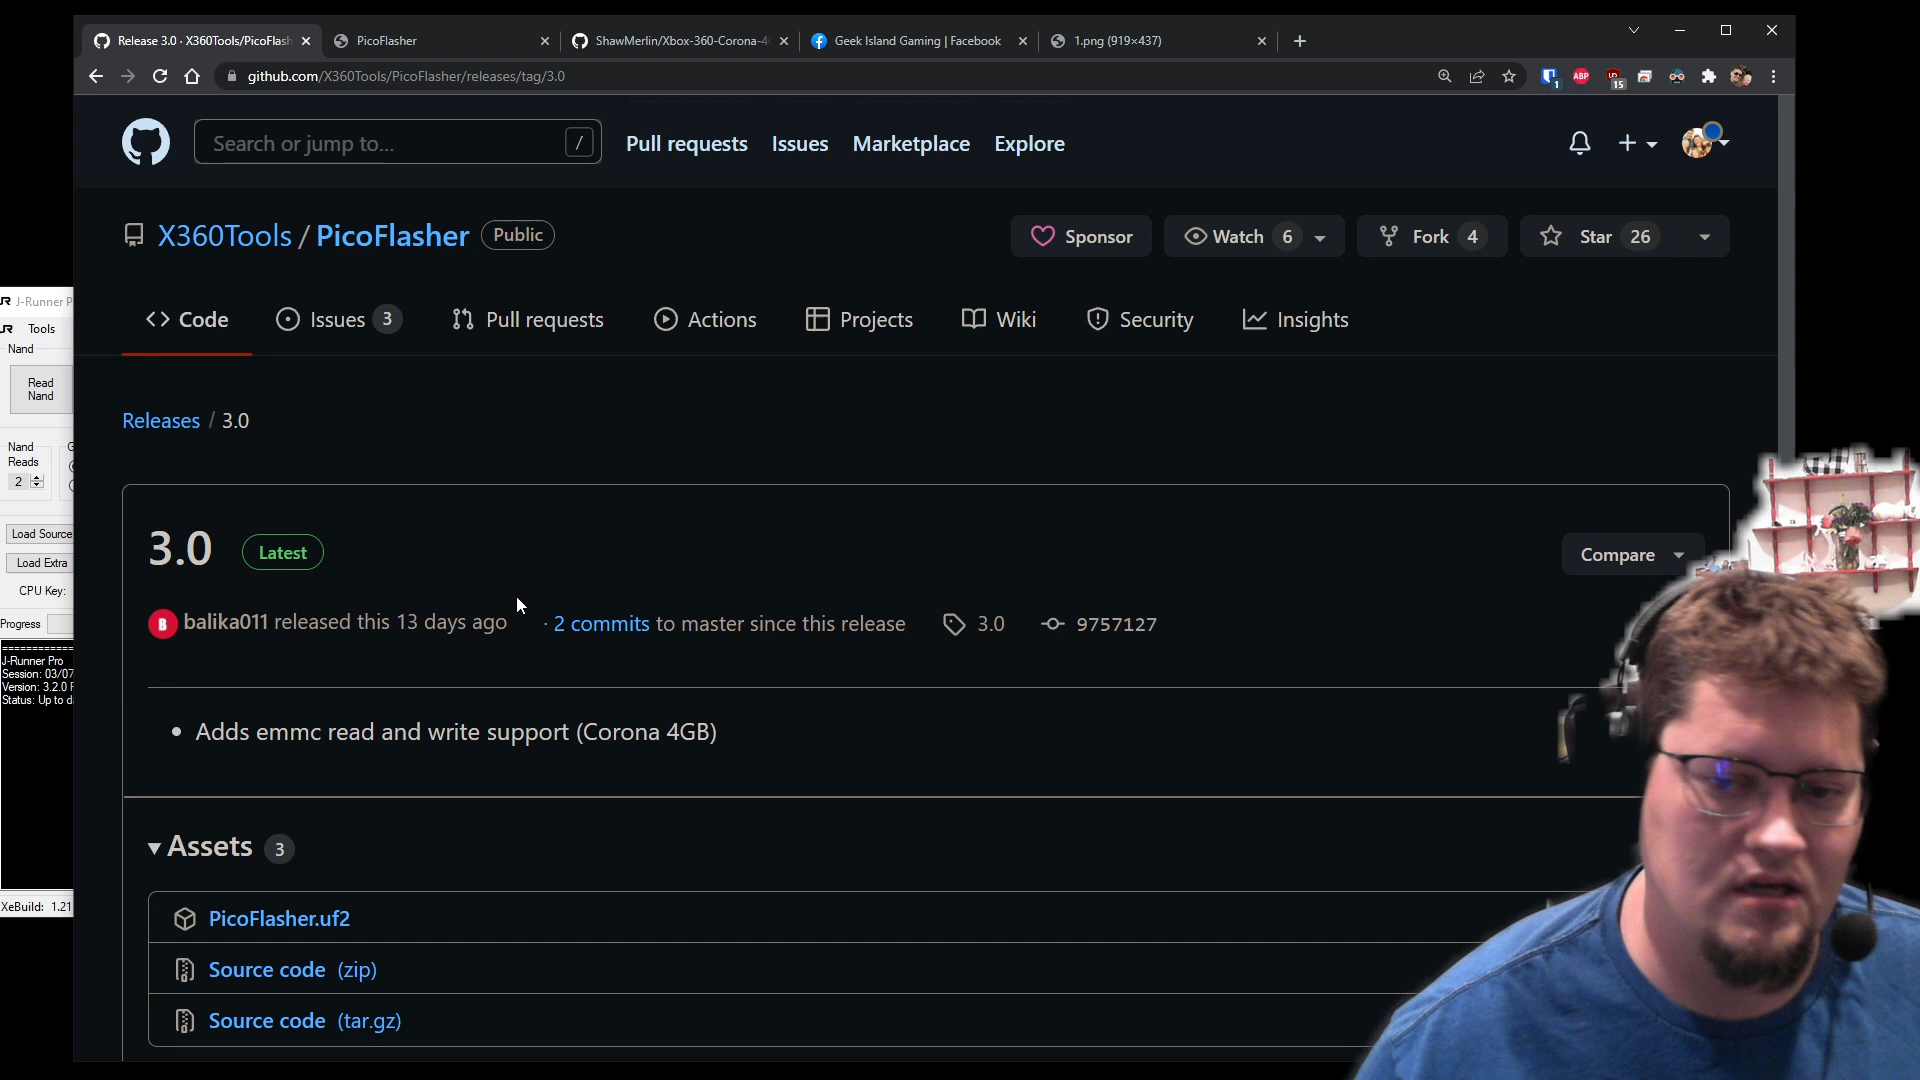 Release 3.0 · X360Tools/PicoFlash
PicoFlasher
ShawMerlin/Xbox-360-Corona-4
Geek Island Gaming | Facebook
1.png (919×437)
github.com/X360Tools/PicoFlasher/releases/tag/3.0
1
ABP
15
Search or jump to...
/
Pull requests
Issues
Marketplace
Explore
X360Tools / PicoFlasher
Public
Sponsor
Watch 6
Fork 4
Star 26
Code
Issues 3
Pull requests
Actions
Projects
Wiki
Security
Insights
Releases / 3.0
3.0
Latest
Compare
B
balika011 released this 13 days ago
· 2 commits to master since this release
3.0
9757127
Adds emmc read and write support (Corona 4GB)
Assets 3
PicoFlasher.uf2
Source code (zip)
Source code (tar.gz)
JR J-Runner P
JR Tools
Nand
Read
Nand
Nand
Reads
2
Load Source
Load Extra
CPU Key:
Progress
============
J-Runner Pro
Session: 03/07
Version: 3.2.0
Status: Up to d
XeBuild: 1.21